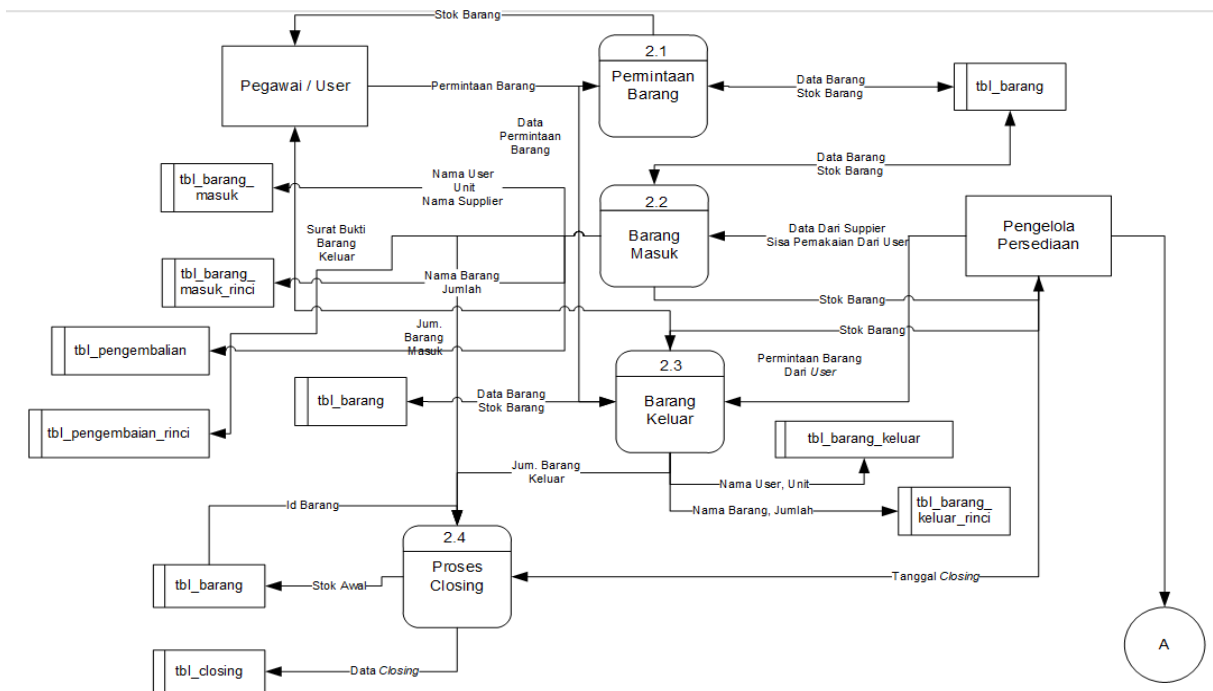 Stok Barang
2.1
Permintaan
Barang
Pegawai / User
Permintaan Barang
Data Barang
Stok Barang
tbl_barang
Data
Permintaan
Barang
Data Barang
Stok Barang
tbl_barang_
masuk
Nama User
Unit
Nama Supplier
2.2
Barang
Masuk
Data Dari Suppier
Sisa Pemakaian Dari User
Pengelola
Persediaan
Surat Bukti
Barang
Keluar
tbl_barang_
masuk_rinci
Nama Barang
Jumlah
Stok Barang
Stok Barang
tbl_pengembalian
Jum.
Barang
Masuk
2.3
Barang
Keluar
Permintaan Barang
Dari User
tbl_barang
Data Barang
Stok Barang
tbl_pengembaian_rinci
tbl_barang_keluar
Jum. Barang
Keluar
Nama User, Unit
Id Barang
Nama Barang, Jumlah
tbl_barang_
keluar_rinci
2.4
Proses
Closing
tbl_barang
Stok Awal
Tanggal Closing
A
tbl_closing
Data Closing